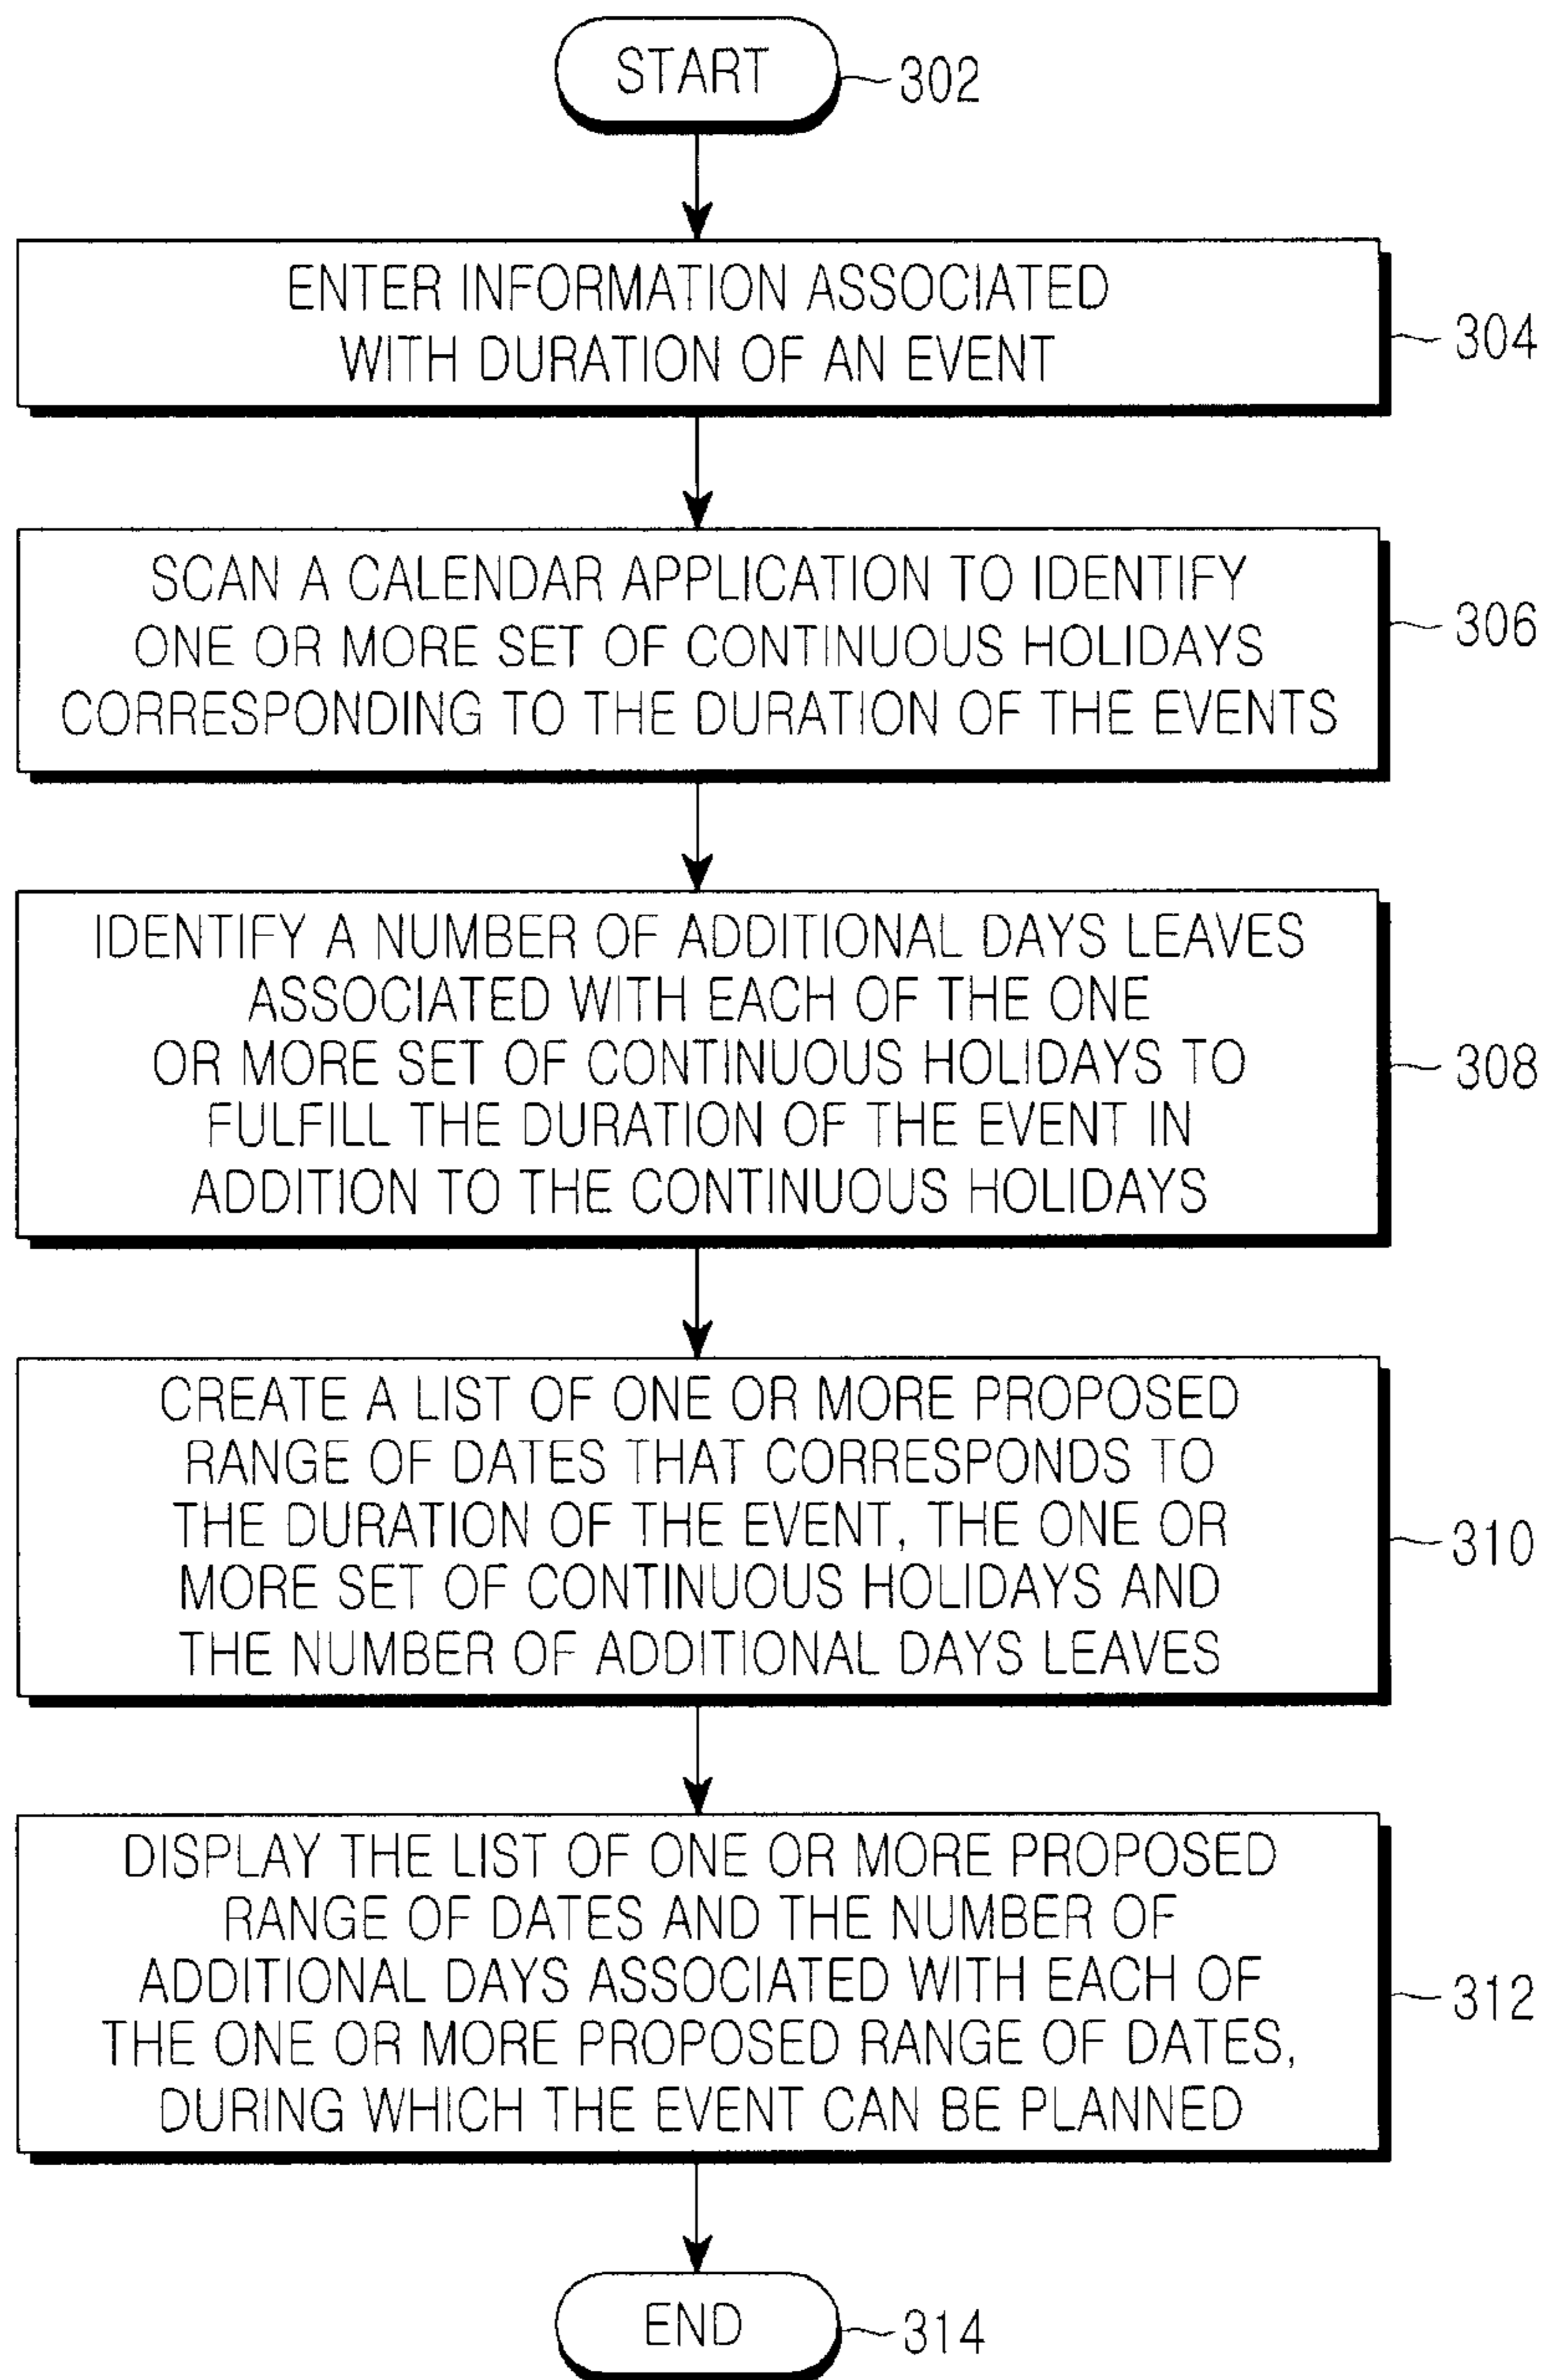 START
302
ENTER INFORMATION ASSOCIATED
WITH DURATION OF AN EVENT
304
SCAN A CALENDAR APPLICATION TO IDENTIFY
ONE OR MORE SET OF CONTINUOUS HOLIDAYS
CORRESPONDING TO THE DURATION OF THE EVENTS
306
IDENTIFY A NUMBER OF ADDITIONAL DAYS LEAVES
ASSOCIATED WITH EACH OF THE ONE
OR MORE SET OF CONTINUOUS HOLIDAYS TO
FULFILL THE DURATION OF THE EVENT IN
ADDITION TO THE CONTINUOUS HOLIDAYS
308
CREATE A LIST OF ONE OR MORE PROPOSED
RANGE OF DATES THAT CORRESPONDS TO
THE DURATION OF THE EVENT, THE ONE OR
MORE SET OF CONTINUOUS HOLIDAYS AND
THE NUMBER OF ADDITIONAL DAYS LEAVES
310
DISPLAY THE LIST OF ONE OR MORE PROPOSED
RANGE OF DATES AND THE NUMBER OF
ADDITIONAL DAYS ASSOCIATED WITH EACH OF
THE ONE OR MORE PROPOSED RANGE OF DATES,
DURING WHICH THE EVENT CAN BE PLANNED
312
END
314